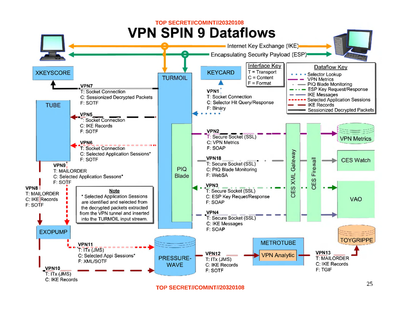 TOP SECRET//COMINT//20320108
VPN SPIN 9 Dataflows
Internet Key Exchange (IKE)
Encapsulating Security Payload (ESP)
XKEYSCORE
TURMOIL
KEYCARD
Interface Key
T = Transport
C = Content
F = Format
Dataflow Key
Selector Lookup
VPN Metrics
PIQ Blade Monitoring
ESP Key Request/Response
IKE Messages
Selected Application Sessions
IKE Records
Sessionized Decrypted Packets
VPN7
T: Socket Connection
C: Sessionized Decrypted Packets
F: SOTF
VPN1
T: Socket Connection
C: Selector Hit Query/Response
F: Binary
TUBE
VPN5
T: Socket Connection
C: IKE Records
F: SOTF
VPN6
T: Socket Connection
C: Selected Application Sessions*
F: SOTF
VPN2
T: Secure Socket (SSL)
C: VPN Metrics
F: SOAP
VPN Metrics
VPN9
T: MAILORDER
C: Selected Application Sessions*
F: SOTF
PIQ
Blade
T: Secure Socket (SSL)
C: PIQ Blade Monitoring
F: WebSA
CES XML Gateway
CES Firewall
CES Watch
VPN8
T: MAILORDER
C: IKE Records
F: SOTF
Note
* Selected Application Sessions
are identified and selected from
the decrypted packets extracted
from the VPN tunnel and inserted
into the TURMOIL input stream.
VPN3
T: Secure Socket (SSL)
C: ESP Key Request/Response
F: SOAP
VAO
VPN4
T: Secure Socket (SSL)
C: IKE Messages
F: SOAP
EXOPUMP
VPN11
T: ITx (JMS)
C: Selected Appl Sessions*
F: XML/SOTF
VPN10
T: ITx (JMS)
C: IKE Records
PRESSURE-
WAVE
VPN12
T: ITx (JMS)
C: IKE Records
F: SOTF
METROTUBE
VPN Analytic
VPN13
T: MAILORDER
C: IKE Records
F: TGIF
TOYGRIPPE
TOP SECRET//COMINT//20320108
25